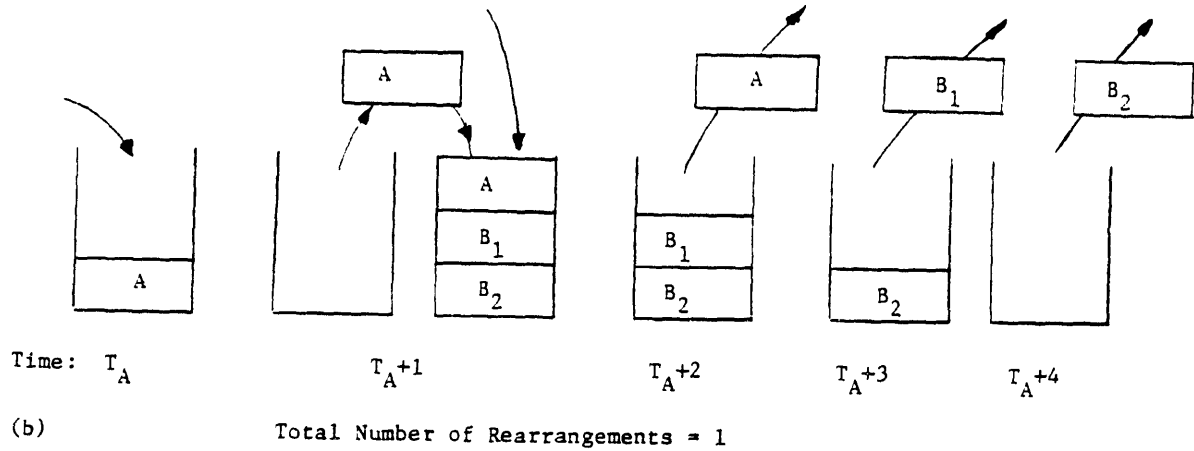 A
A
B1
B2
A
A
B1
B1
A
B2
B2
B2
Time: TA TA+1 TA+2 TA+3 TA+4
(b) Total Number of Rearrangements = 1